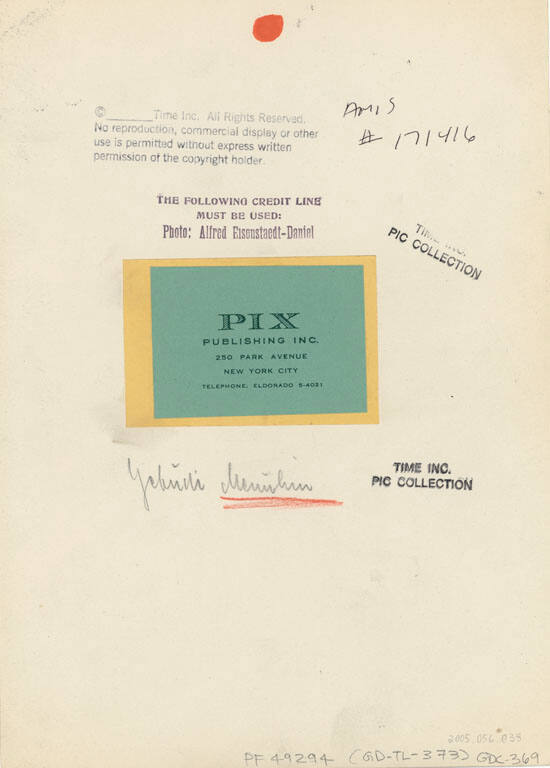 © ______ Time Inc. All Rights Reserved.
No reproduction, commercial display or other
use is permitted without express written
permission of the copyright holder.
AMIS
# 171416
THE FOLLOWING CREDIT LINE
MUST BE USED:
Photo: Alfred Eisenstaedt-Daniel
TIME INC.
PIC COLLECTION
PIX
PUBLISHING INC.
250 PARK AVENUE
NEW YORK CITY
TELEPHONE: ELDORADO 5-4021
Yehudi Menuhin
TIME INC.
PIC COLLECTION
2005.056.038
PF 49294 (GD-TL-373) GDC-369